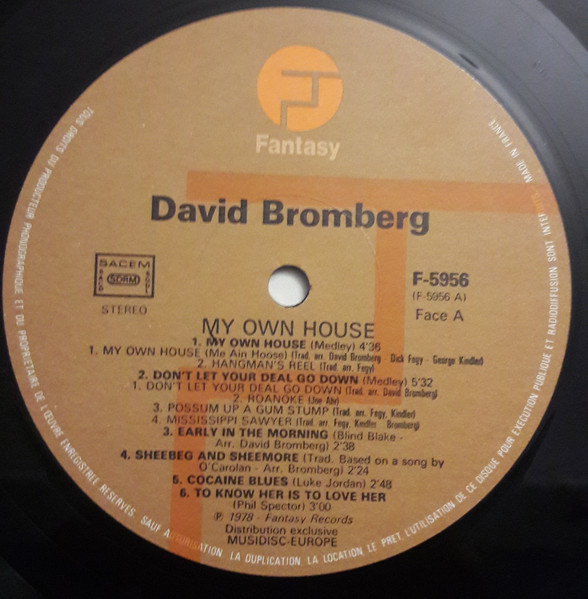 Fantasy
David Bromberg
SACEM
SDRM
STEREO
F-5956
(F-5956 A)
Face A
MY OWN HOUSE
1. MY OWN HOUSE (Medley) 4'36
1. MY OWN HOUSE (Me Ain Hoose) (Trad. arr. David Bromberg - Dick Fegy - George Kindler)
2. HANGMAN'S REEL (Trad. arr. Fegy)
2. DON'T LET YOUR DEAL GO DOWN (Medley) 5'32
1. DON'T LET YOUR DEAL GO DOWN (Trad. arr. David Bromberg)
2. ROANOKE (Joe Ahr)
3. POSSUM UP A GUM STUMP (Trad. arr. Fegy, Kindler)
4. MISSISSIPPI SAWYER (Trad. arr. Fegy, Kindler Bromberg)
3. EARLY IN THE MORNING (Blind Blake -
Arr. David Bromberg) 2'38
4. SHEEBEG AND SHEEMORE (Trad. Based on a song by
O'Carolan - Arr. Bromberg) 2'24
5. COCAINE BLUES (Luke Jordan) 2'48
6. TO KNOW HER IS TO LOVE HER
(Phil Spector) 3'00
℗ 1978 - Fantasy Records
Distribution exclusive
MUSIDISC-EUROPE
TOUS DROITS DU PRODUCTEUR PHONOGRAPHIQUE ET DU PROPRIETAIRE DE L'ŒUVRE ENREGISTREE RESERVES. SAUF AUTORISATION LA DUPLICATION, LA LOCATION, LE PRET, L'UTILISATION DE CE DISQUE POUR EXECUTION PUBLIQUE ET RADIODIFFUSION SONT INTERDITS. MADE IN FRANCE